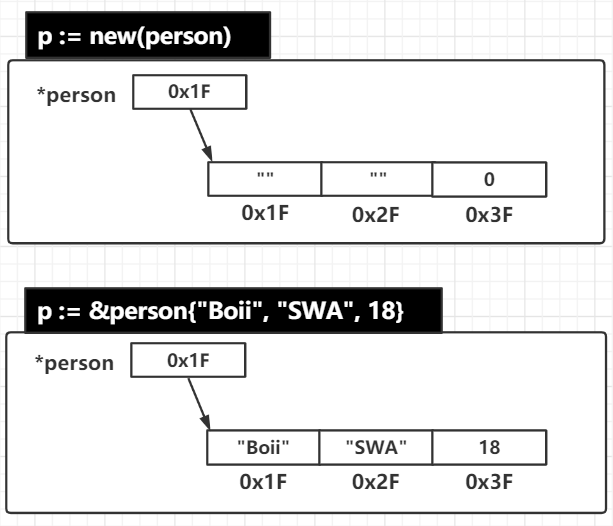 p := new(person)
*person 0x1F
"" "" 0
0x1F 0x2F 0x3F
p := &person{"Boii", "SWA", 18}
*person 0x1F
"Boii" "SWA" 18
0x1F 0x2F 0x3F